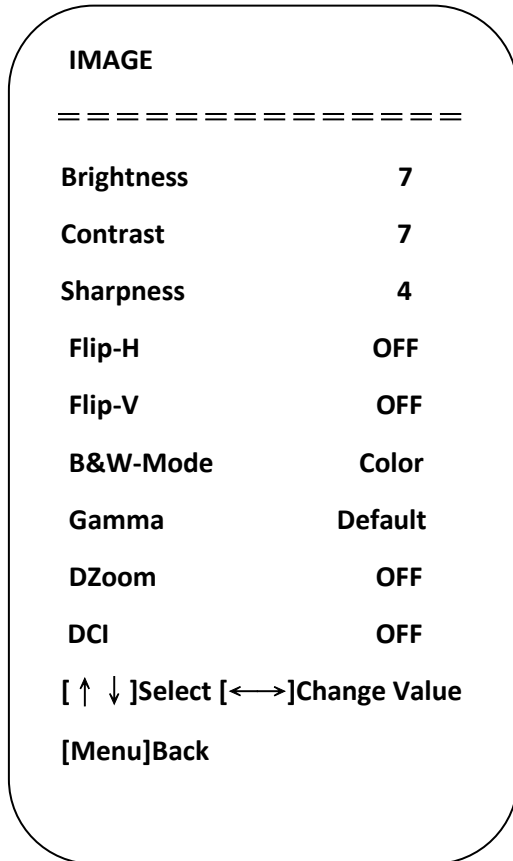 IMAGE
==============
Brightness 7
Contrast 7
Sharpness 4
Flip-H OFF
Flip-V OFF
B&W-Mode Color
Gamma Default
DZoom OFF
DCI OFF
[↑ ↓]Select [←→]Change Value
[Menu]Back